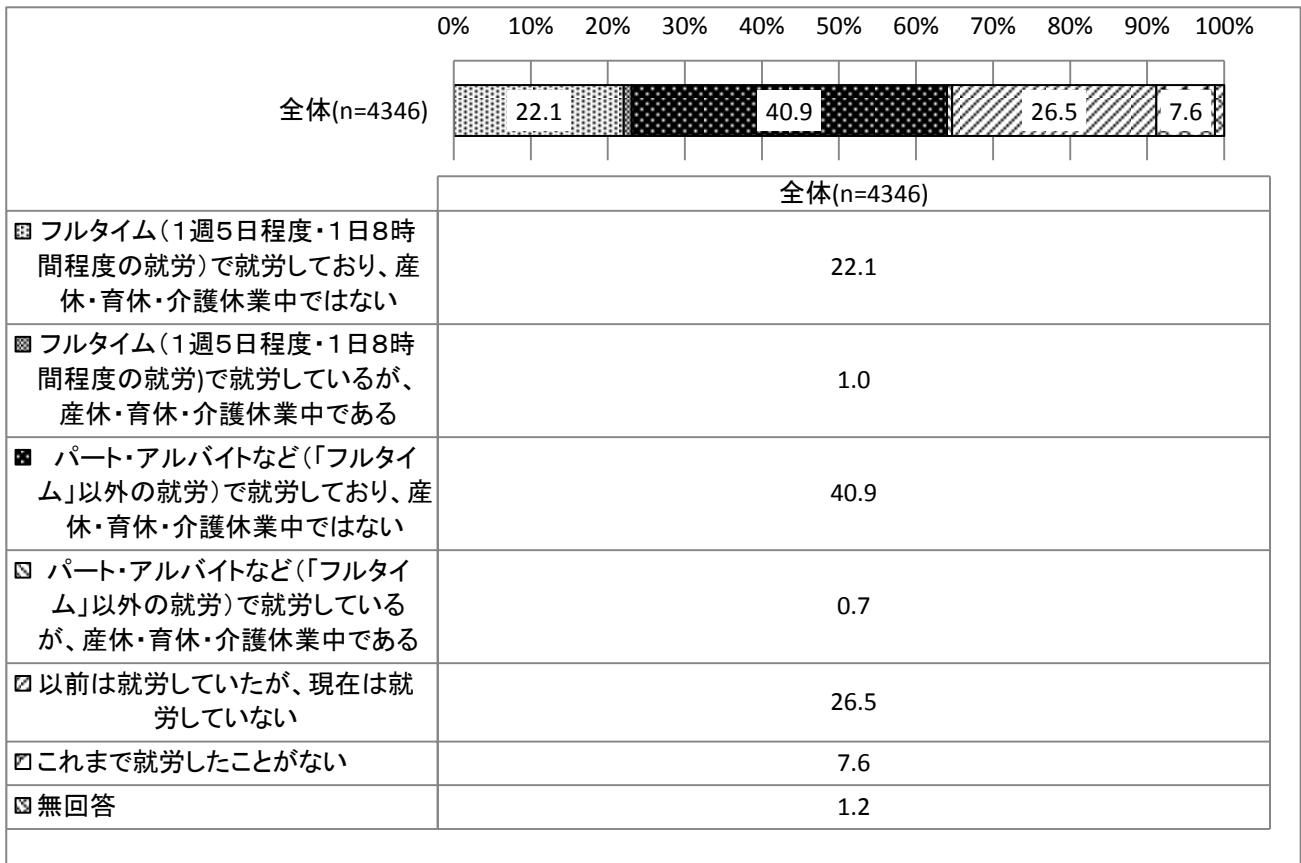 0% 10% 20% 30% 40% 50% 60% 70% 80% 90% 100%
全体(n=4346) 22.1 40.9 26.5 7.6
全体(n=4346)
フルタイム（１週５日程度・１日８時
間程度の就労）で就労しており、産
休・育休・介護休業中ではない
22.1
フルタイム（１週５日程度・１日８時
間程度の就労)で就労しているが、
産休・育休・介護休業中である
1.0
パート・アルバイトなど（「フルタイ
ム」以外の就労）で就労しており、産
休・育休・介護休業中ではない
40.9
パート・アルバイトなど（「フルタイ
ム」以外の就労）で就労している
が、産休・育休・介護休業中である
0.7
以前は就労していたが、現在は就
労していない
26.5
これまで就労したことがない
7.6
無回答
1.2